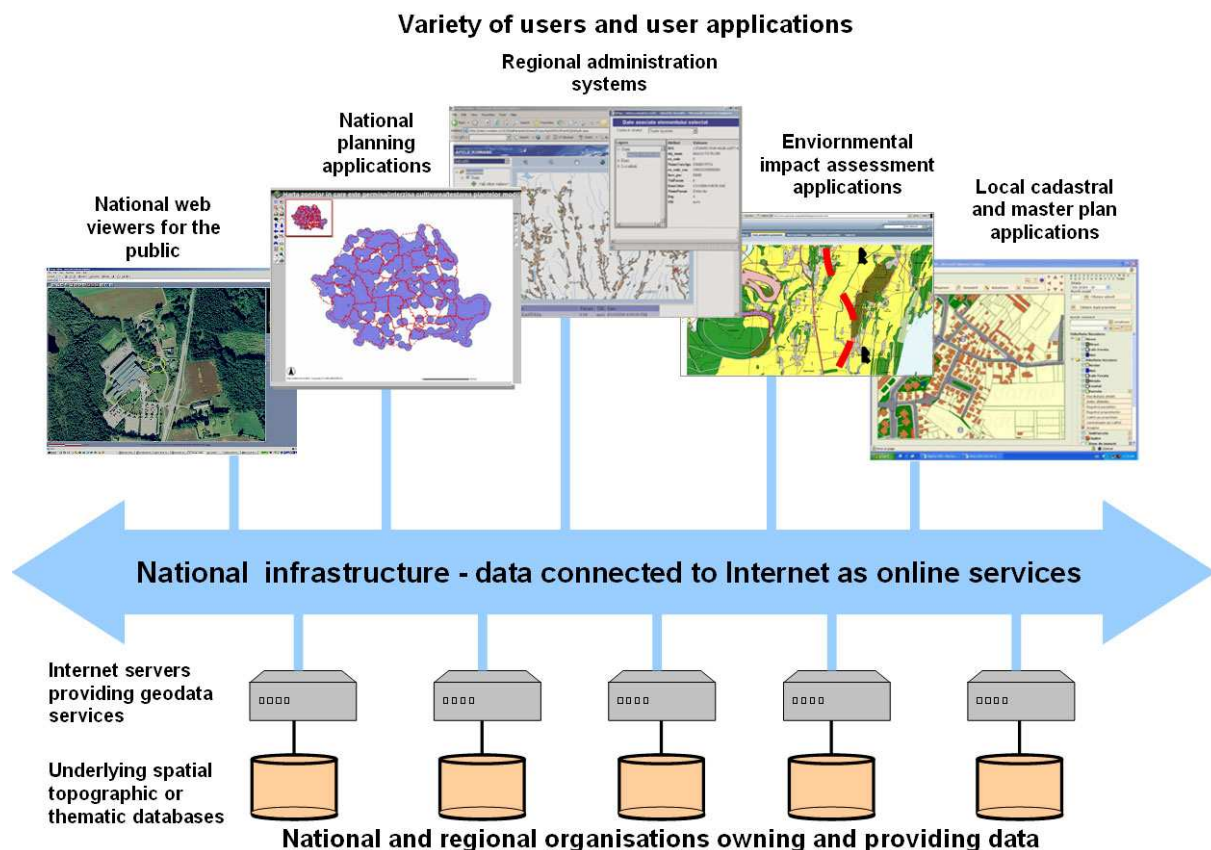 Variety of users and user applications
Regional administration
systems
National
planning
applications
Enviornmental
impact assessment
applications
Local cadastral
and master plan
applications
National web
viewers for the
public
National infrastructure - data connected to Internet as online services
Internet servers
providing geodata
services
Underlying spatial
topographic or
thematic databases
National and regional organisations owning and providing data